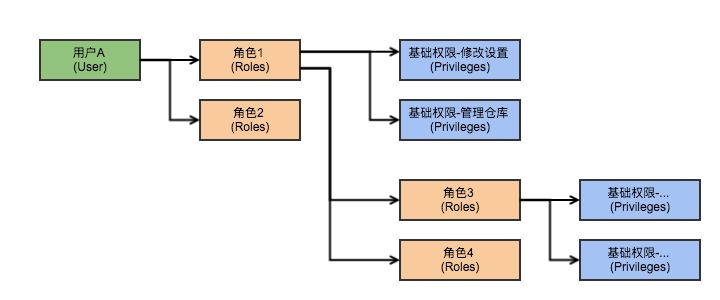 用户A
(User)
角色1
(Roles)
基础权限-修改设置
(Privileges)
角色2
(Roles)
基础权限-管理仓库
(Privileges)
角色3
(Roles)
基础权限-...
(Privileges)
角色4
(Roles)
基础权限-...
(Privileges)